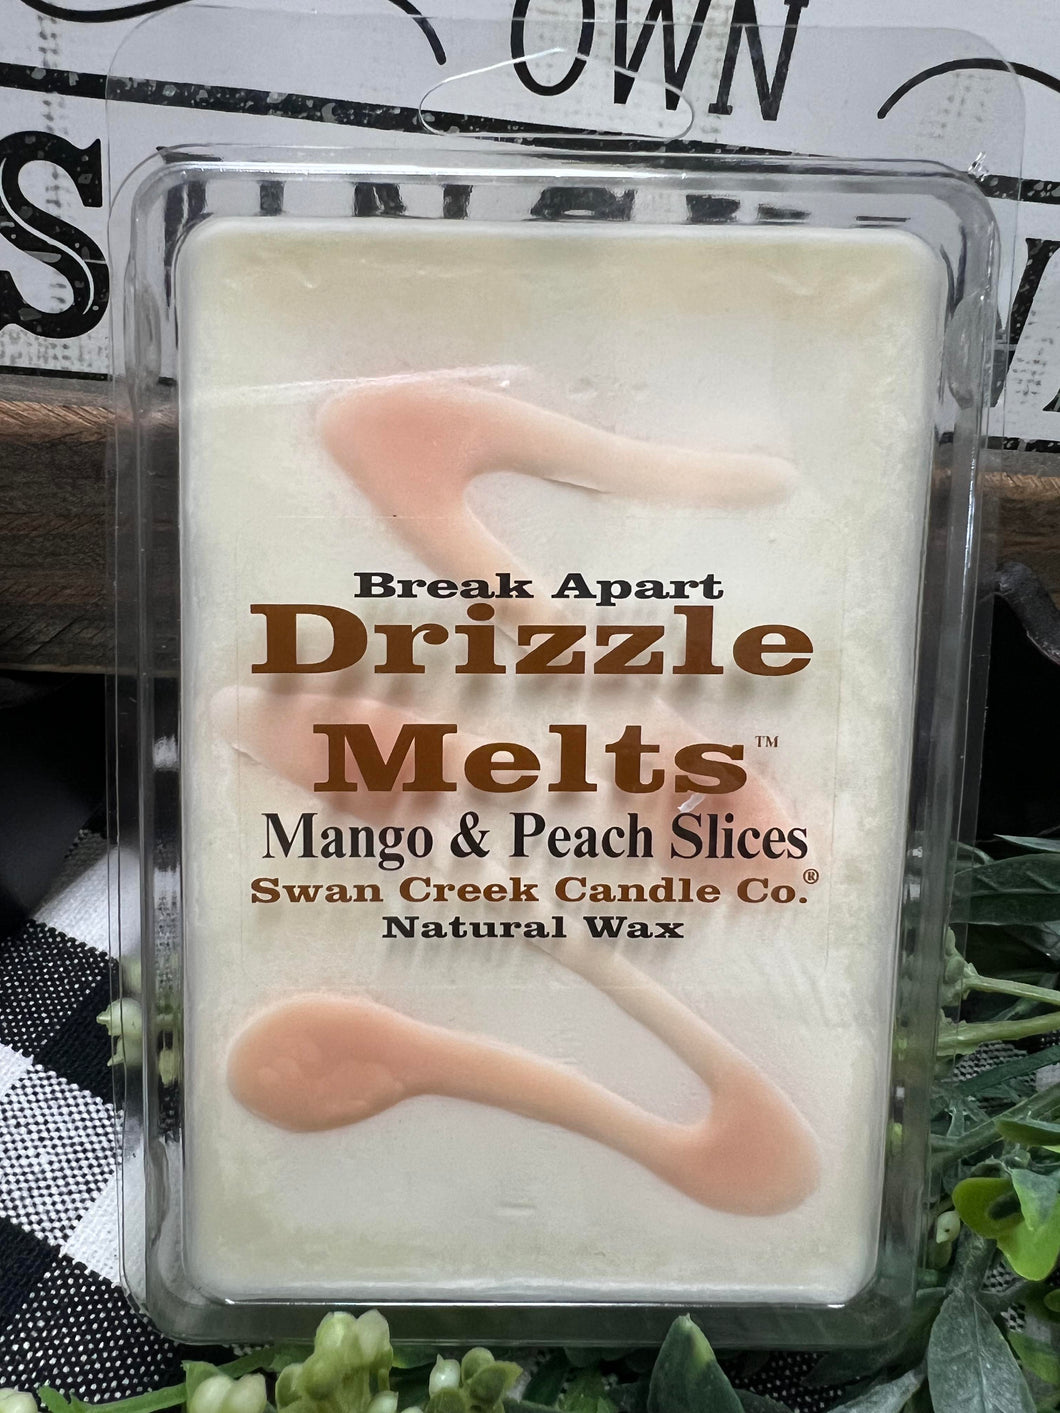 OWN
Break Apart
Drizzle
Melts™
Mango & Peach Slices
Swan Creek Candle Co.®
Natural Wax